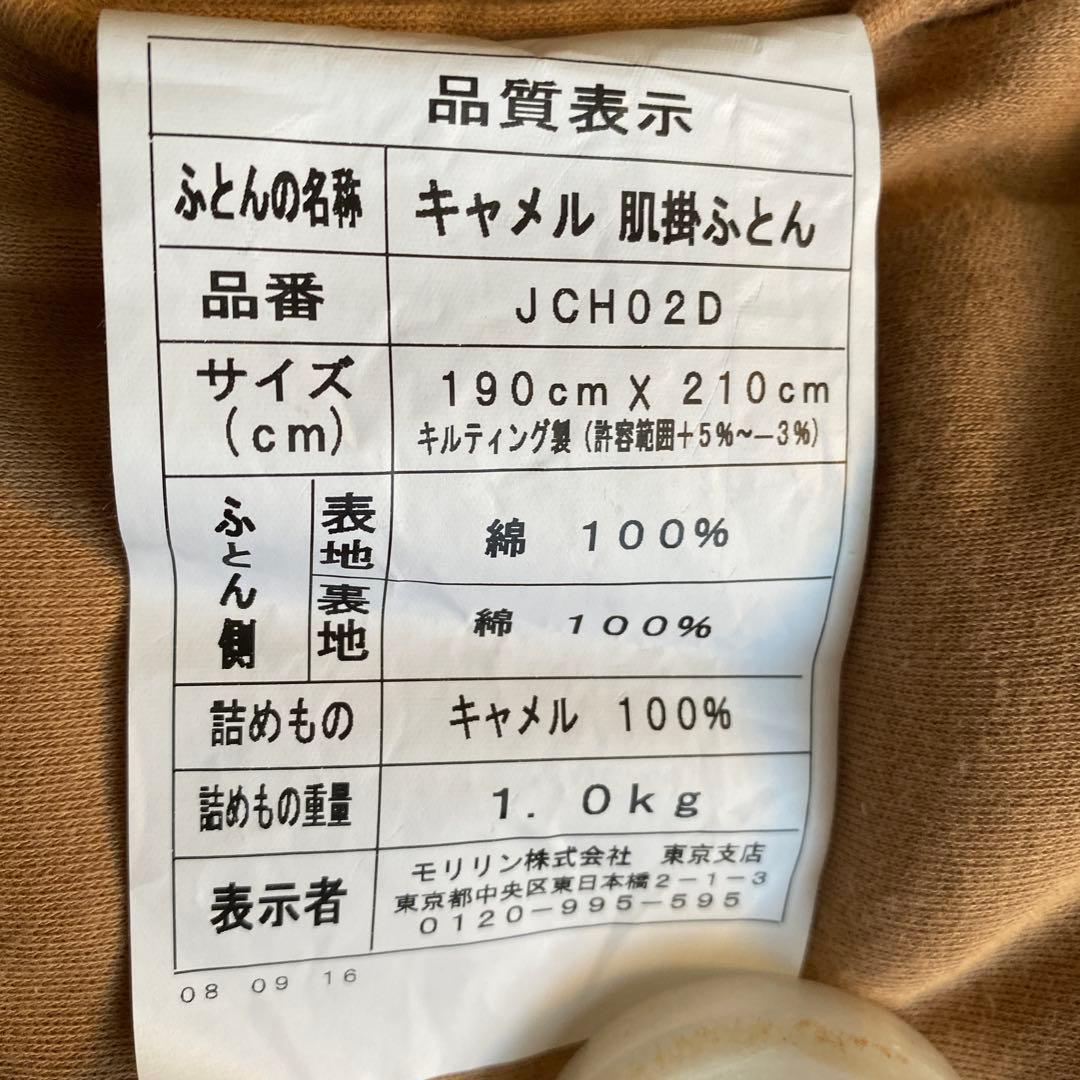 品質表示
ふとんの名称 キャメル 肌掛ふとん
品番 JCH02D
サイズ(cm) 190cm X 210cm
キルティング製(許容範囲+5%~-3%)
ふとん側 表地 綿 100%
裏地 綿 100%
詰めもの キャメル 100%
詰めもの重量 1.0kg
表示者 モリリン株式会社 東京支店
東京都中央区東日本橋2-1-3
0120-995-595
08 09 16